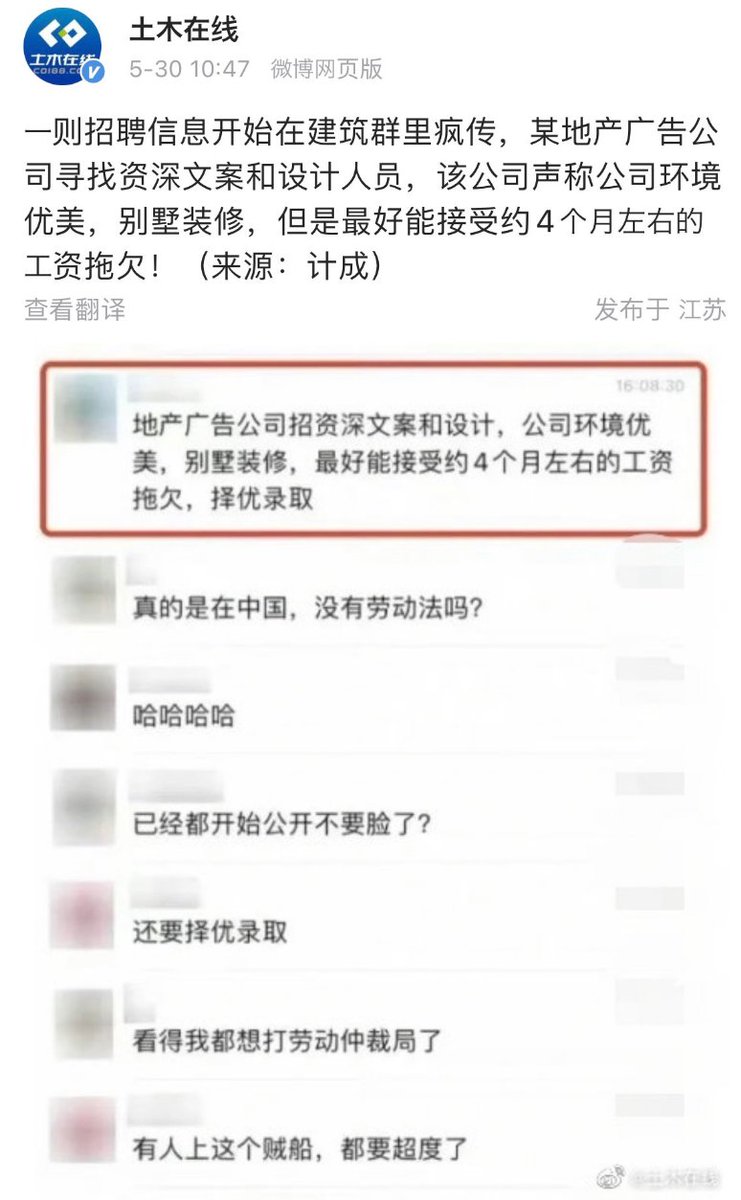 土木在线
5-30 10:47 微博网页版
一则招聘信息开始在建筑群里疯传，某地产广告公
司寻找资深文案和设计人员，该公司声称公司环境
优美，别墅装修，但是最好能接受约4个月左右的
工资拖欠！（来源：计成）
查看翻译
发布于 江苏
16:08:30
地产广告公司招资深文案和设计，公司环境优
美，别墅装修，最好能接受约4个月左右的工资
拖欠，择优录取
真的是在中国，没有劳动法吗？
哈哈哈哈
已经都开始公开不要脸了？
还要择优录取
看得我都想打劳动仲裁局了
有人上这个贼船，都要超度了